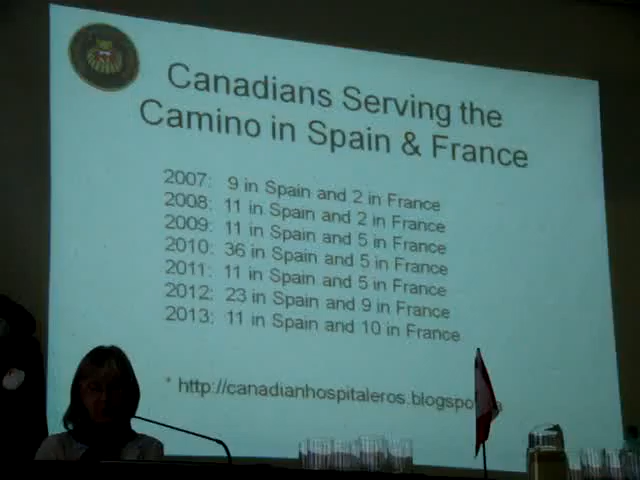 Canadians Serving the
Camino in Spain & France
2007: 9 in Spain and 2 in France
2008: 11 in Spain and 2 in France
2009: 11 in Spain and 5 in France
2010: 36 in Spain and 5 in France
2011: 11 in Spain and 5 in France
2012: 23 in Spain and 9 in France
2013: 11 in Spain and 10 in France
* http://canadianhospitaleros.blogspo